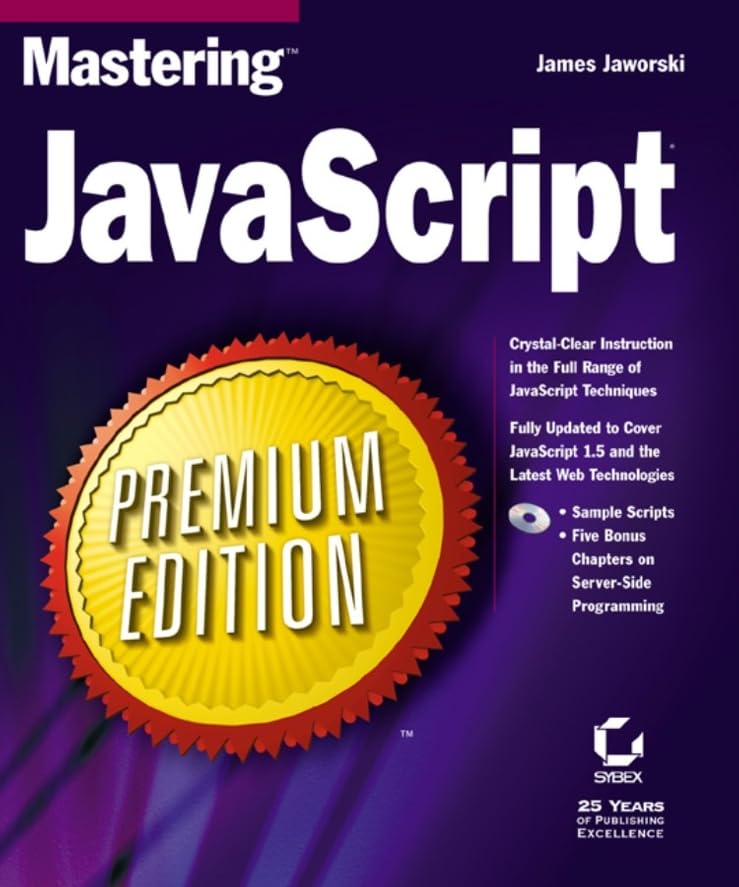 Mastering™
James Jaworski
JavaScript®
Crystal-Clear Instruction
in the Full Range of
JavaScript Techniques
Fully Updated to Cover
JavaScript 1.5 and the
Latest Web Technologies
• Sample Scripts
• Five Bonus
Chapters on
Server-Side
Programming
PREMIUM
EDITION
™
SYBEX
25 YEARS
OF PUBLISHING
EXCELLENCE